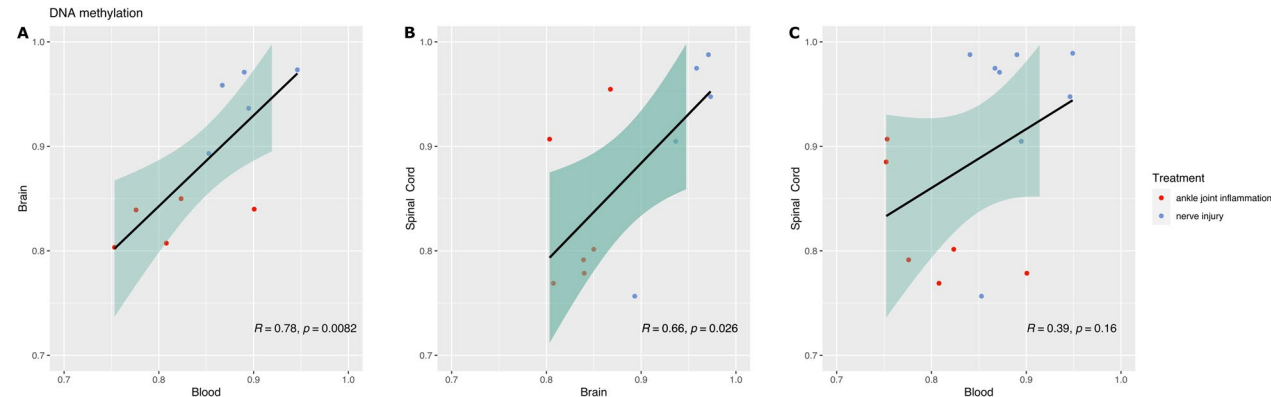 DNA methylation
A
1.0
0.9
0.8
0.7
Brain
R = 0.78, p = 0.0082
0.7 0.8 0.9 1.0
Blood
B
1.0
0.9
0.8
0.7
Spinal Cord
R = 0.66, p = 0.026
0.7 0.8 0.9 1.0
Brain
C
1.0
0.9
0.8
0.7
Spinal Cord
R = 0.39, p = 0.16
0.7 0.8 0.9 1.0
Blood
Treatment
ankle joint inflammation
nerve injury